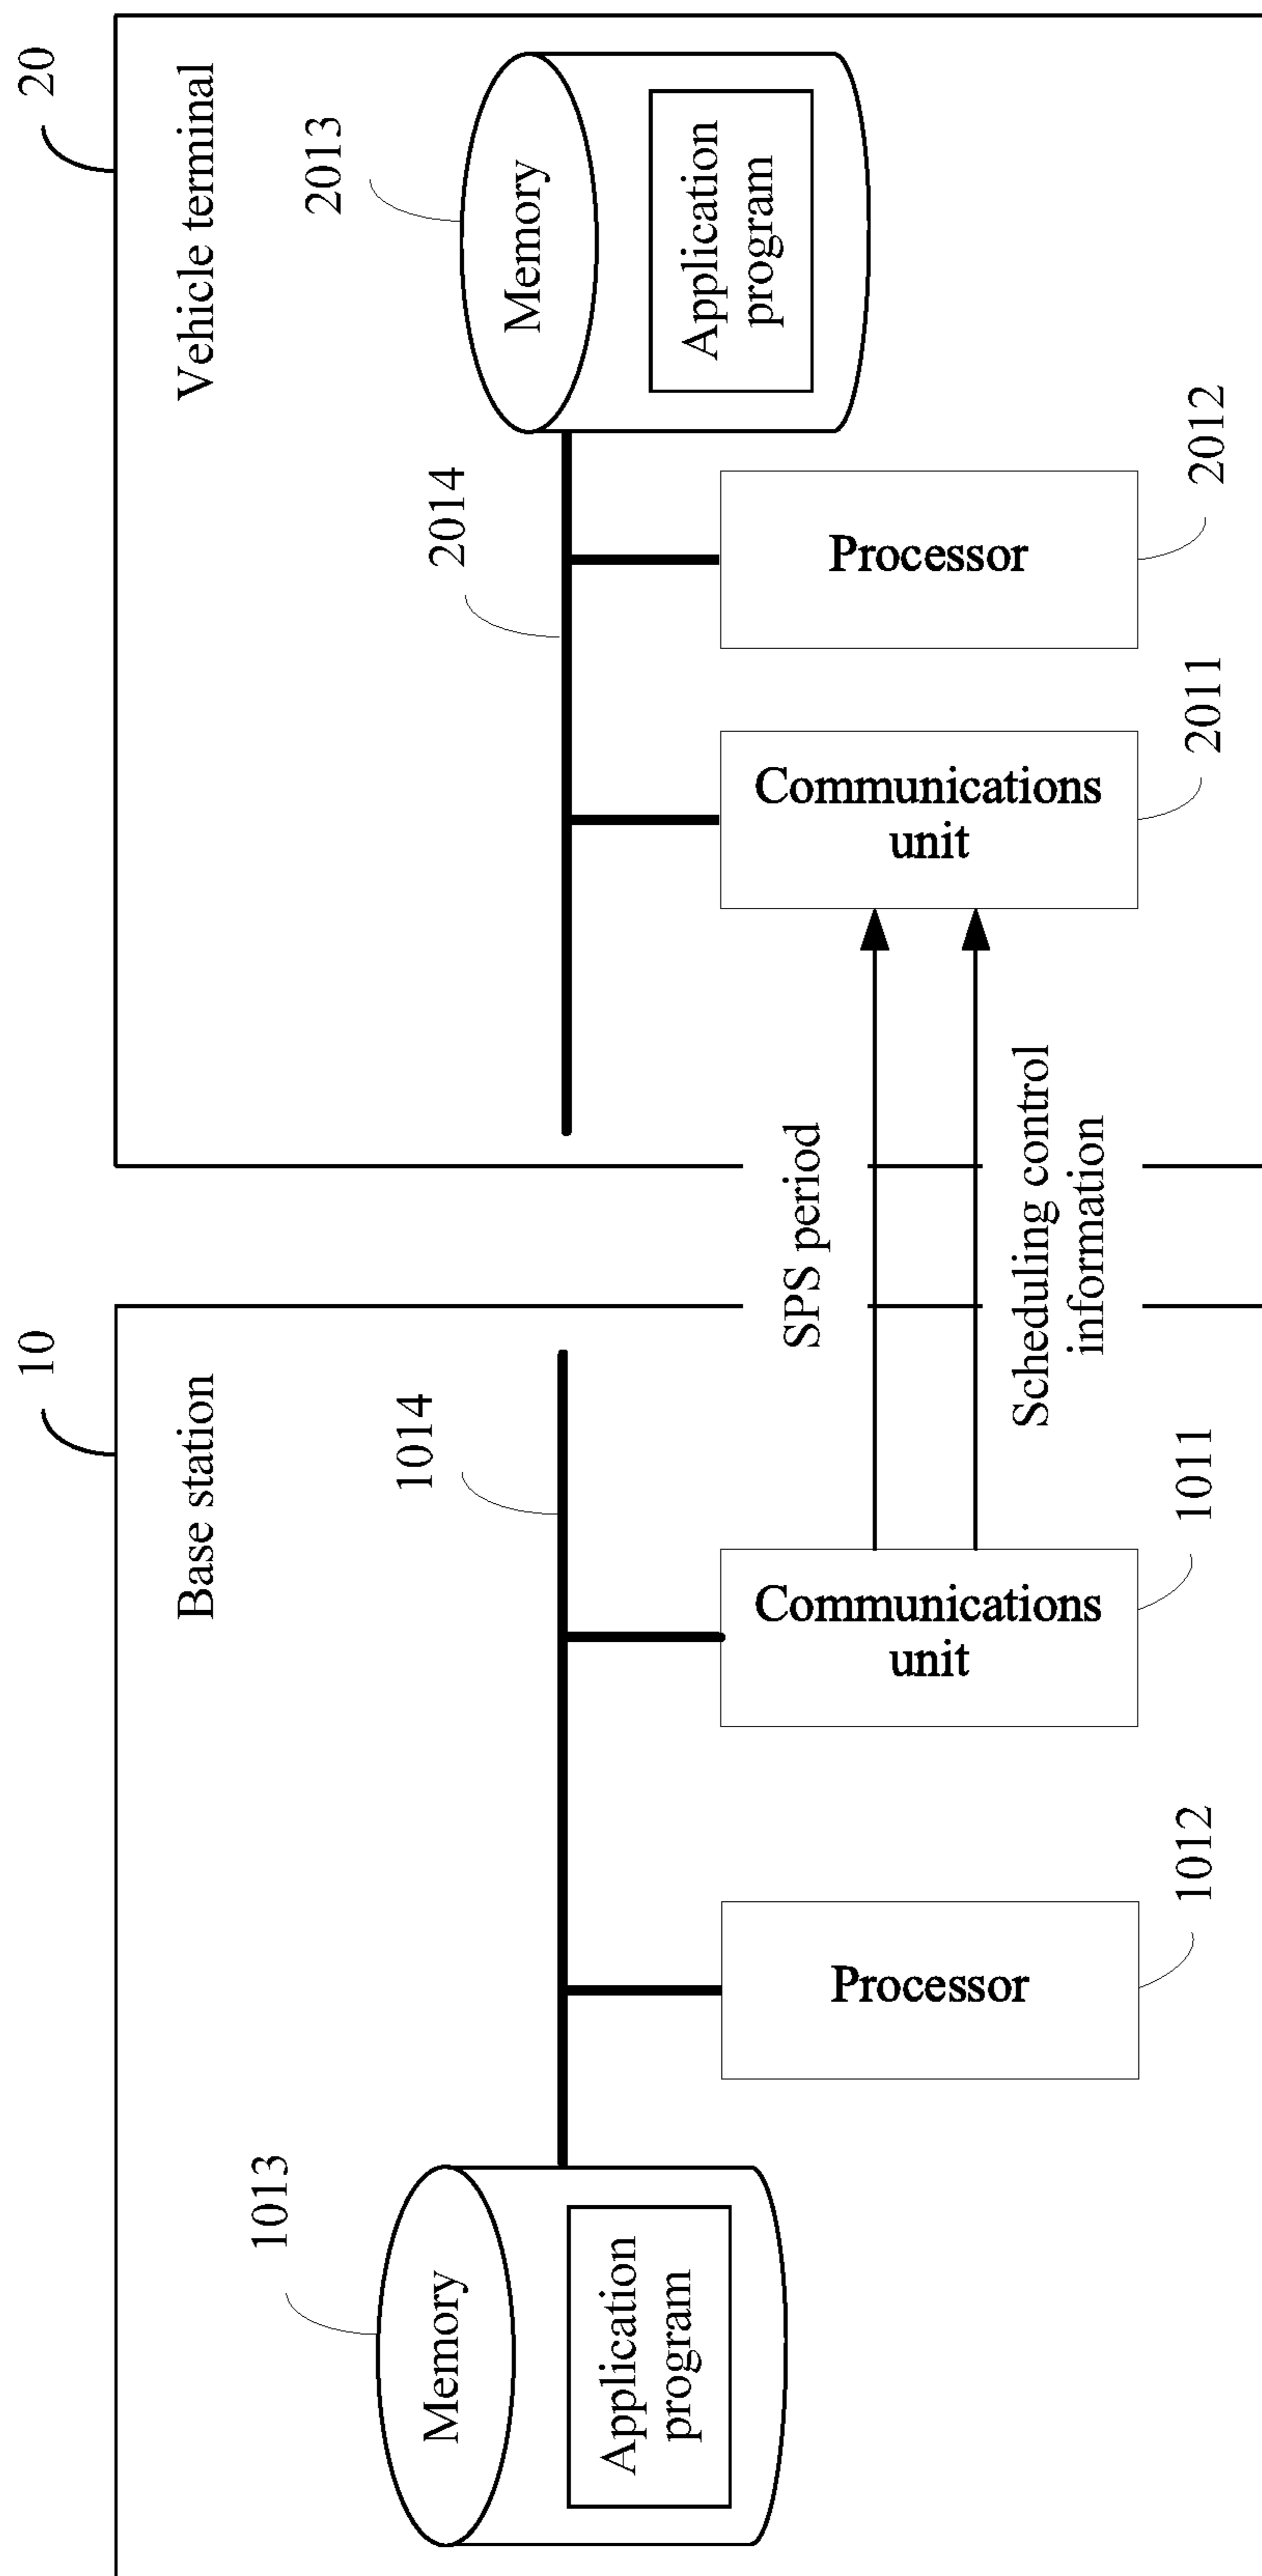 10
Base station
1013
Memory
Application
program
1014
Processor
1012
Communications
unit
1011
SPS period
Scheduling control
information
20
Vehicle terminal
2013
Memory
Application
program
2014
Communications
unit
2011
Processor
2012